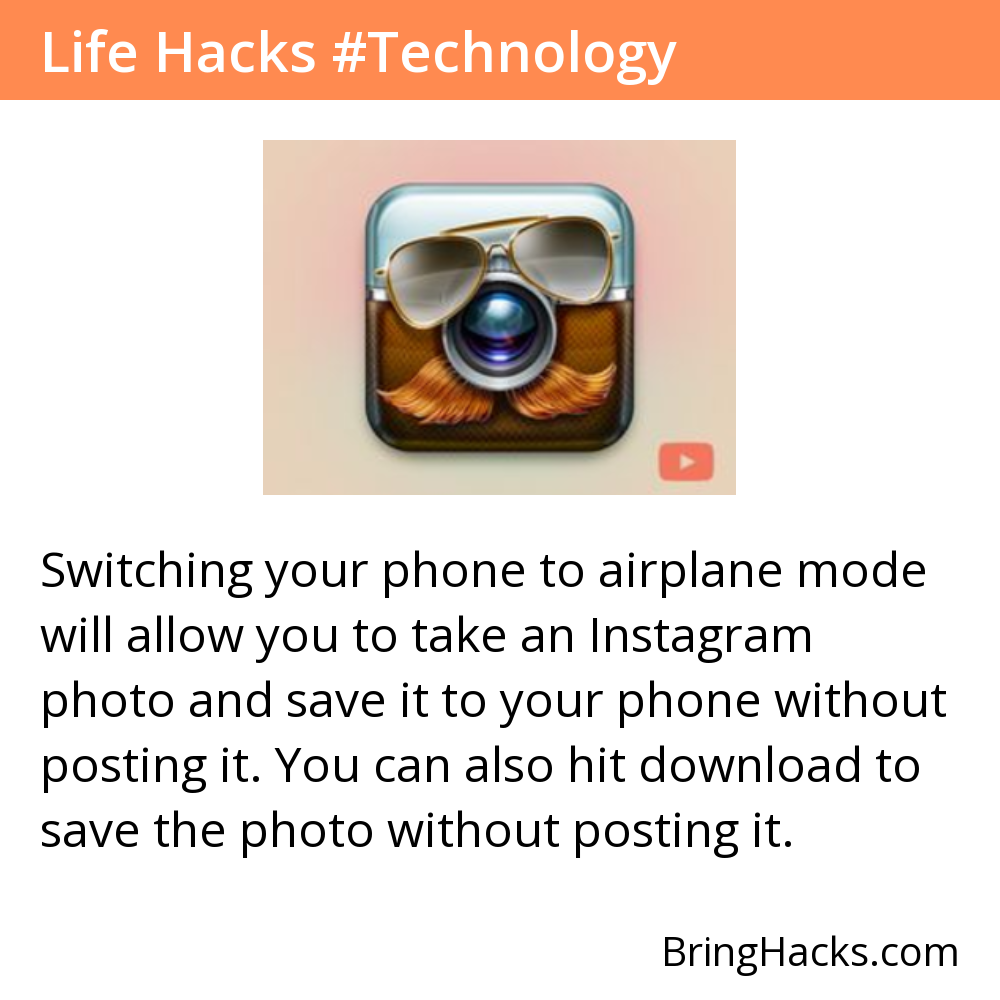 Life Hacks #Technology
Switching your phone to airplane mode
will allow you to take an Instagram
photo and save it to your phone without
posting it. You can also hit download to
save the photo without posting it.
BringHacks.com